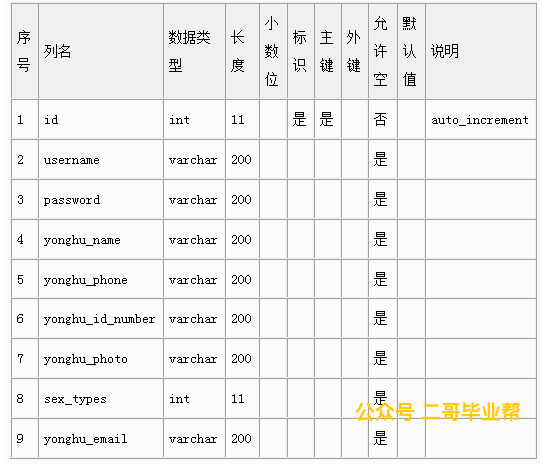 序号 列名 数据类型 长度 小数位 标识 主键 外键 允许空 默认值 说明
1 id int 11 是 是 否 auto_increment
2 username varchar 200 是
3 password varchar 200 是
4 yonghu_name varchar 200 是
5 yonghu_phone varchar 200 是
6 yonghu_id_number varchar 200 是
7 yonghu_photo varchar 200 是
8 sex_types int 11 是
公众号 二哥毕业帮
9 yonghu_email varchar 200 是